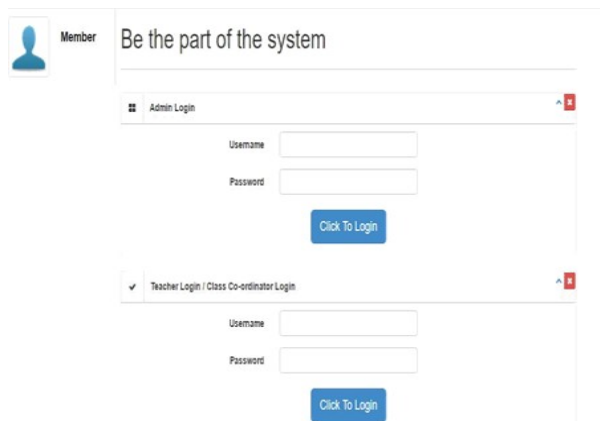 Member
Be the part of the system
Admin Login
Username
Password
Click To Login
Teacher Login / Class Co-ordinator Login
Username
Password
Click To Login